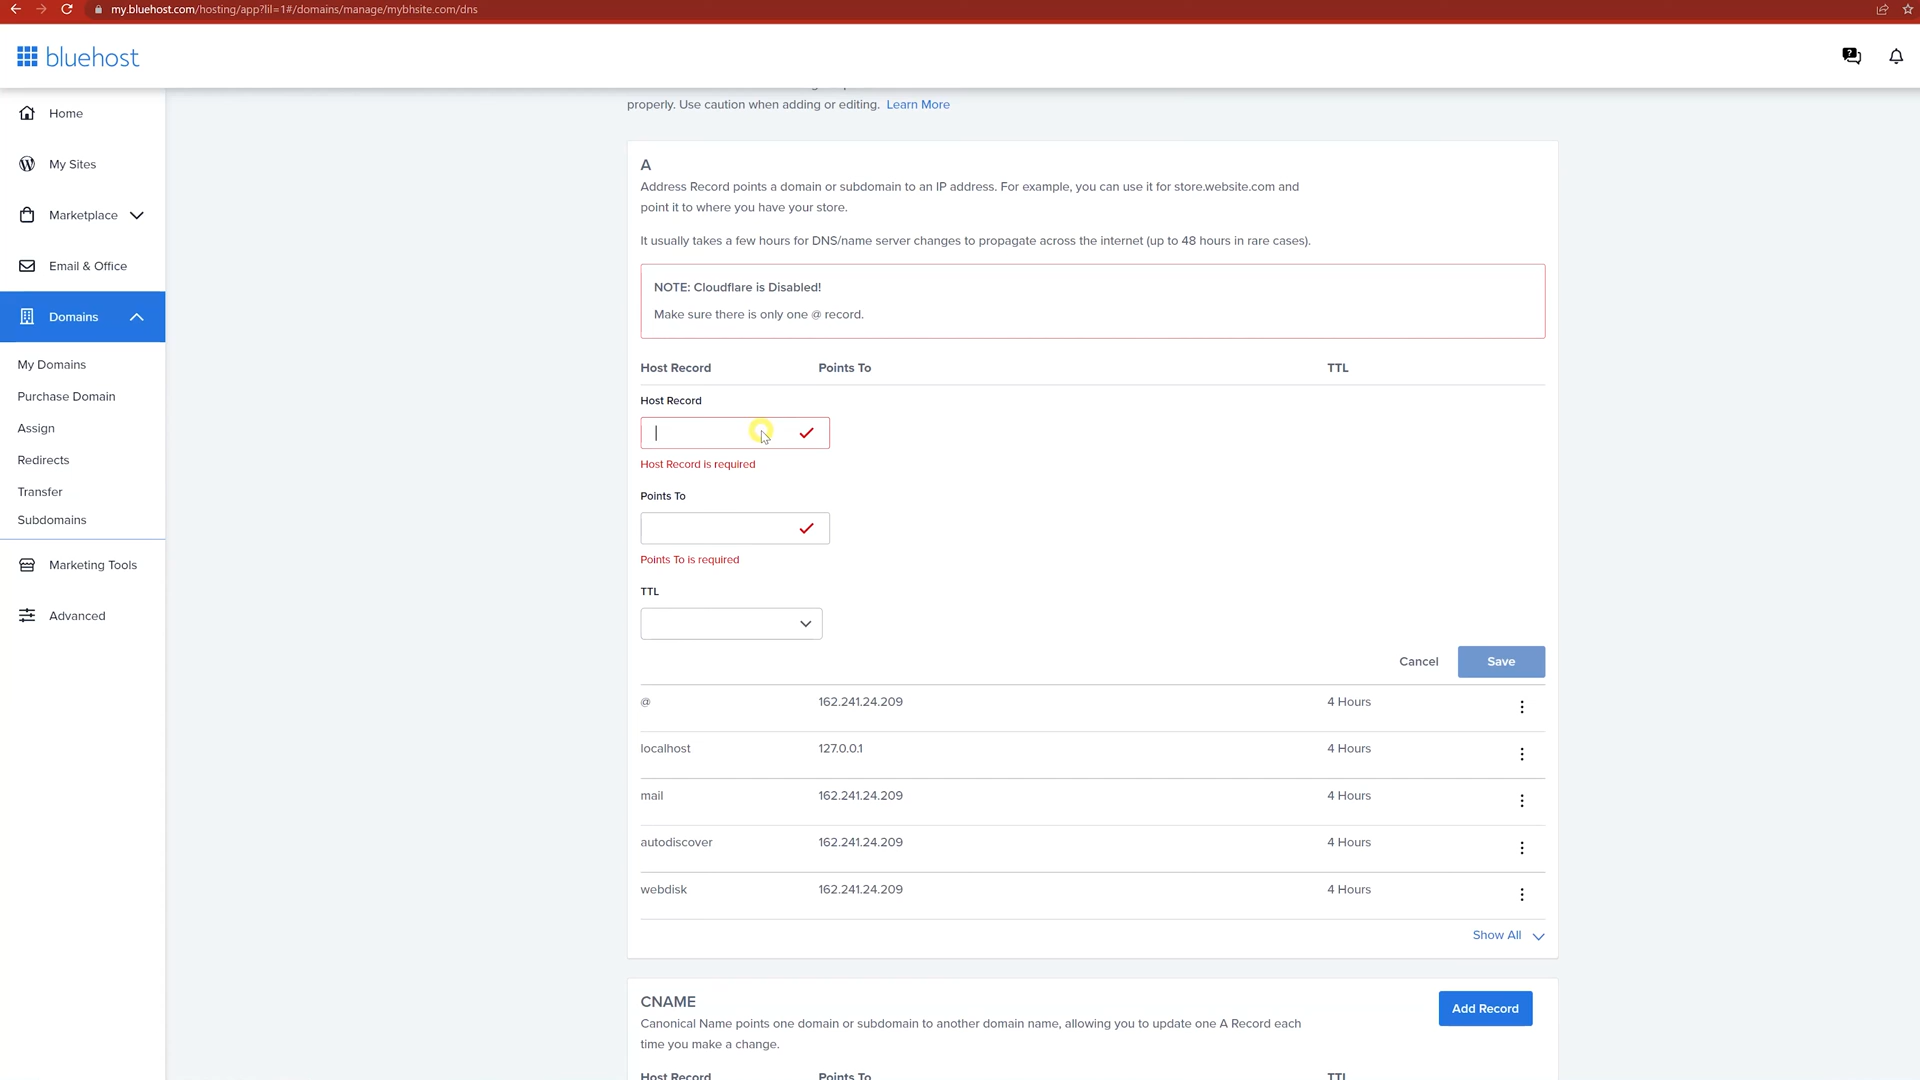 my.bluehost.com/hosting/app?lil=1#/domains/manage/mybhsite.com/dns
bluehost
Home
My Sites
Marketplace
Email & Office
Domains
My Domains
Purchase Domain
Assign
Redirects
Transfer
Subdomains
Marketing Tools
Advanced
properly. Use caution when adding or editing. Learn More
A
Address Record points a domain or subdomain to an IP address. For example, you can use it for store.website.com and
point it to where you have your store.
It usually takes a few hours for DNS/name server changes to propagate across the internet (up to 48 hours in rare cases).
NOTE: Cloudflare is Disabled!
Make sure there is only one @ record.
Host Record Points To TTL
Host Record
Host Record is required
Points To
Points To is required
TTL
Cancel Save
@ 162.241.24.209 4 Hours
localhost 127.0.0.1 4 Hours
mail 162.241.24.209 4 Hours
autodiscover 162.241.24.209 4 Hours
webdisk 162.241.24.209 4 Hours
Show All
CNAME
Add Record
Canonical Name points one domain or subdomain to another domain name, allowing you to update one A Record each
time you make a change.
Host Record Points To TTL